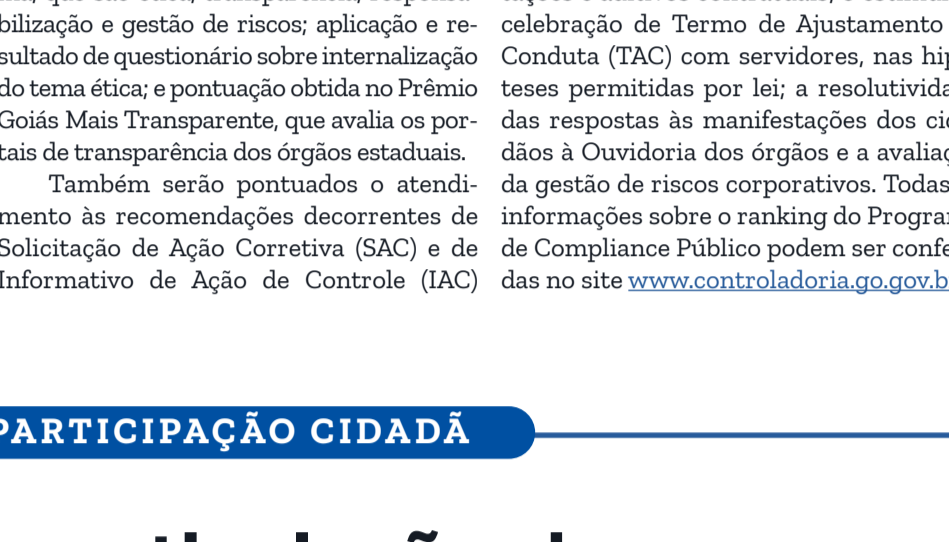 bilização e gestão de riscos; aplicação e re-
sultado de questionário sobre internalização
do tema ética; e pontuação obtida no Prêmio
Goiás Mais Transparente, que avalia os por-
tais de transparência dos órgãos estaduais.
Também serão pontuados o atendi-
mento às recomendações decorrentes de
Solicitação de Ação Corretiva (SAC) e de
Informativo de Ação de Controle (IAC)
celebração de Termo de Ajustamento
Conduta (TAC) com servidores, nas hip
teses permitidas por lei; a resolutivida
das respostas às manifestações dos cid
dãos à Ouvidoria dos órgãos e a avaliaç
da gestão de riscos corporativos. Todas
informações sobre o ranking do Program
de Compliance Público podem ser confe
das no site www.controladoria.go.gov.b
PARTICIPAÇÃO CIDADÃ